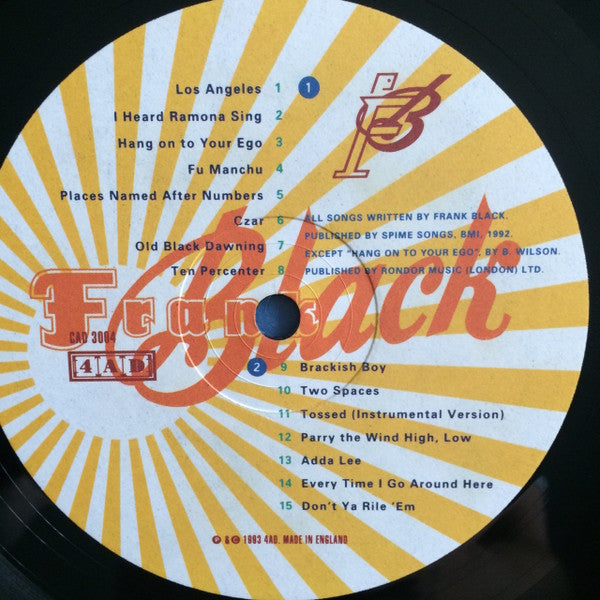 Los Angeles 1 1
I Heard Ramona Sing 2
Hang on to Your Ego 3
Fu Manchu 4
Places Named After Numbers 5
Czar 6
Old Black Dawning 7
Ten Percenter 8
ALL SONGS WRITTEN BY FRANK BLACK.
PUBLISHED BY SPIME SONGS, BMI, 1992.
EXCEPT "HANG ON TO YOUR EGO", BY B. WILSON.
PUBLISHED BY RONDOR MUSIC (LONDON) LTD.
Frank Black
CAD 3004
4AD
2 9 Brackish Boy
10 Two Spaces
11 Tossed (Instrumental Version)
12 Parry the Wind High, Low
13 Adda Lee
14 Every Time I Go Around Here
15 Don't Ya Rile 'Em
℗ & © 1993 4AD. MADE IN ENGLAND